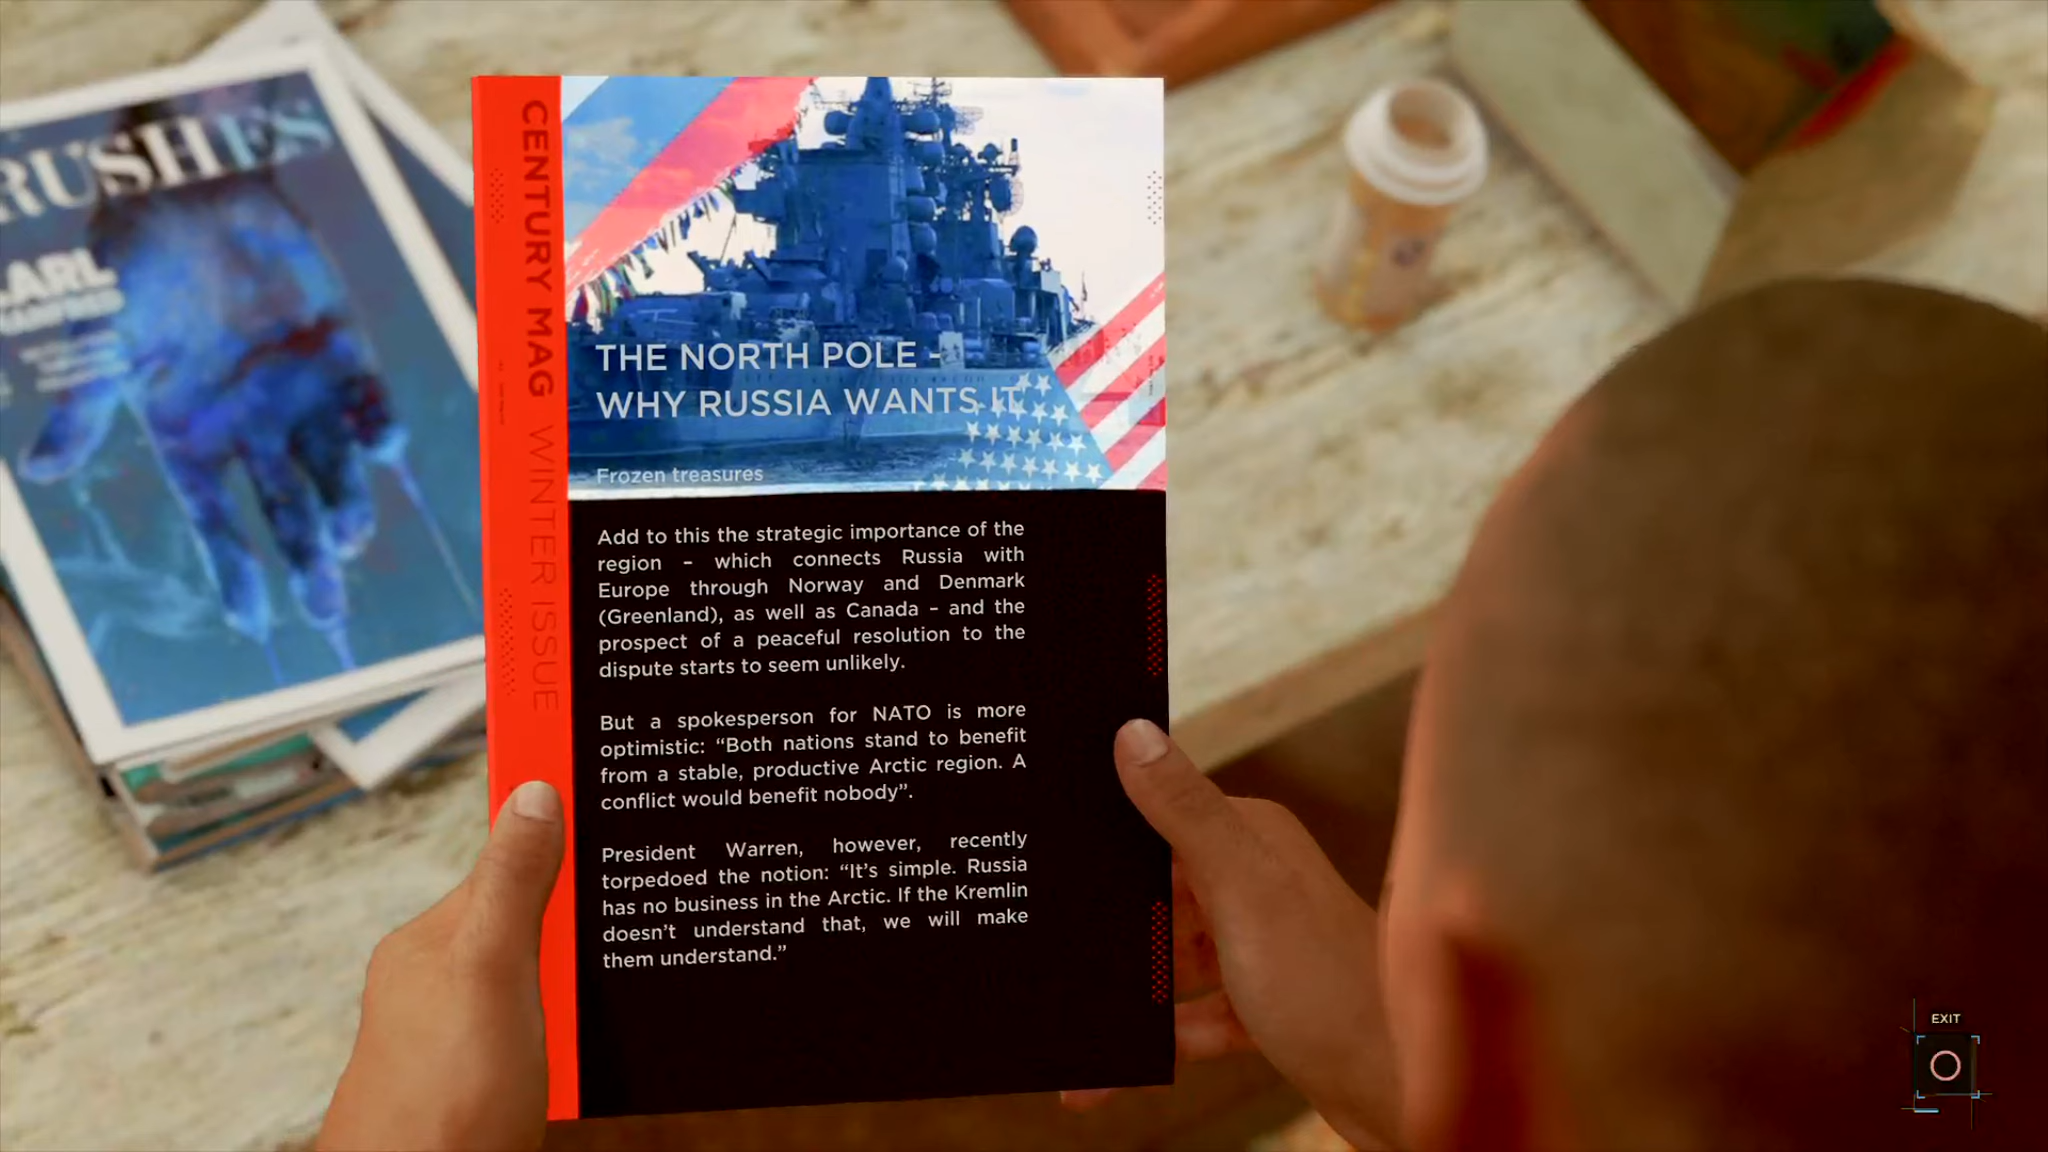 RUSHES
CENTURY MAG WINTER ISSUE
THE NORTH POLE -
WHY RUSSIA WANTS IT
Frozen treasures
Add to this the strategic importance of the
region – which connects Russia with
Europe through Norway and Denmark
(Greenland), as well as Canada – and the
prospect of a peaceful resolution to the
dispute starts to seem unlikely.
But a spokesperson for NATO is more
optimistic: “Both nations stand to benefit
from a stable, productive Arctic region. A
conflict would benefit nobody”.
President Warren, however, recently
torpedoed the notion: “It’s simple. Russia
has no business in the Arctic. If the Kremlin
doesn’t understand that, we will make
them understand.”
EXIT